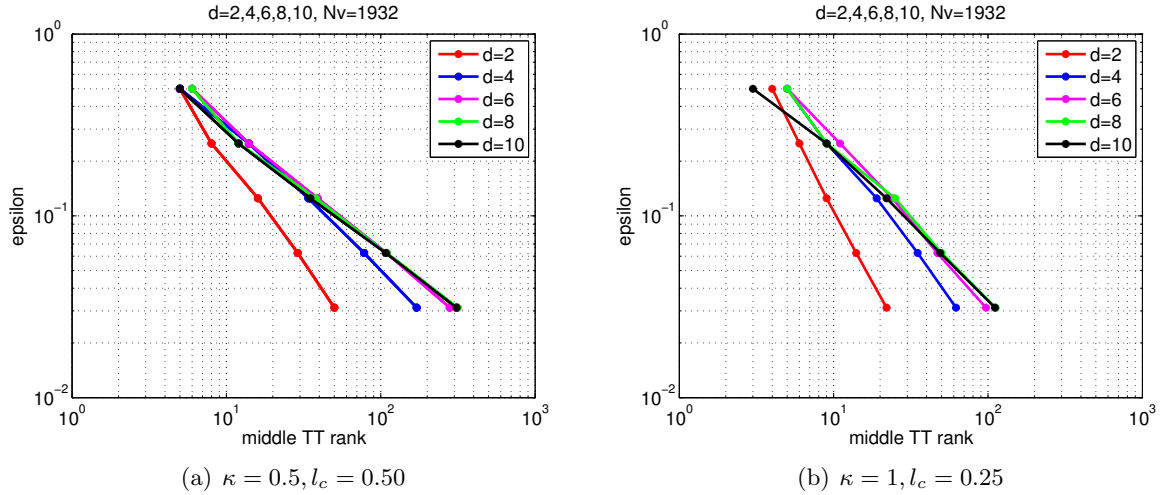 d=2,4,6,8,10, Nv=1932
10^0
10^-1
10^-2
epsilon
d=2
d=4
d=6
d=8
d=10
10^0
10^1
10^2
10^3
middle TT rank
(a) κ = 0.5, l_c = 0.50
d=2,4,6,8,10, Nv=1932
10^0
10^-1
10^-2
epsilon
d=2
d=4
d=6
d=8
d=10
10^0
10^1
10^2
10^3
middle TT rank
(b) κ = 1, l_c = 0.25